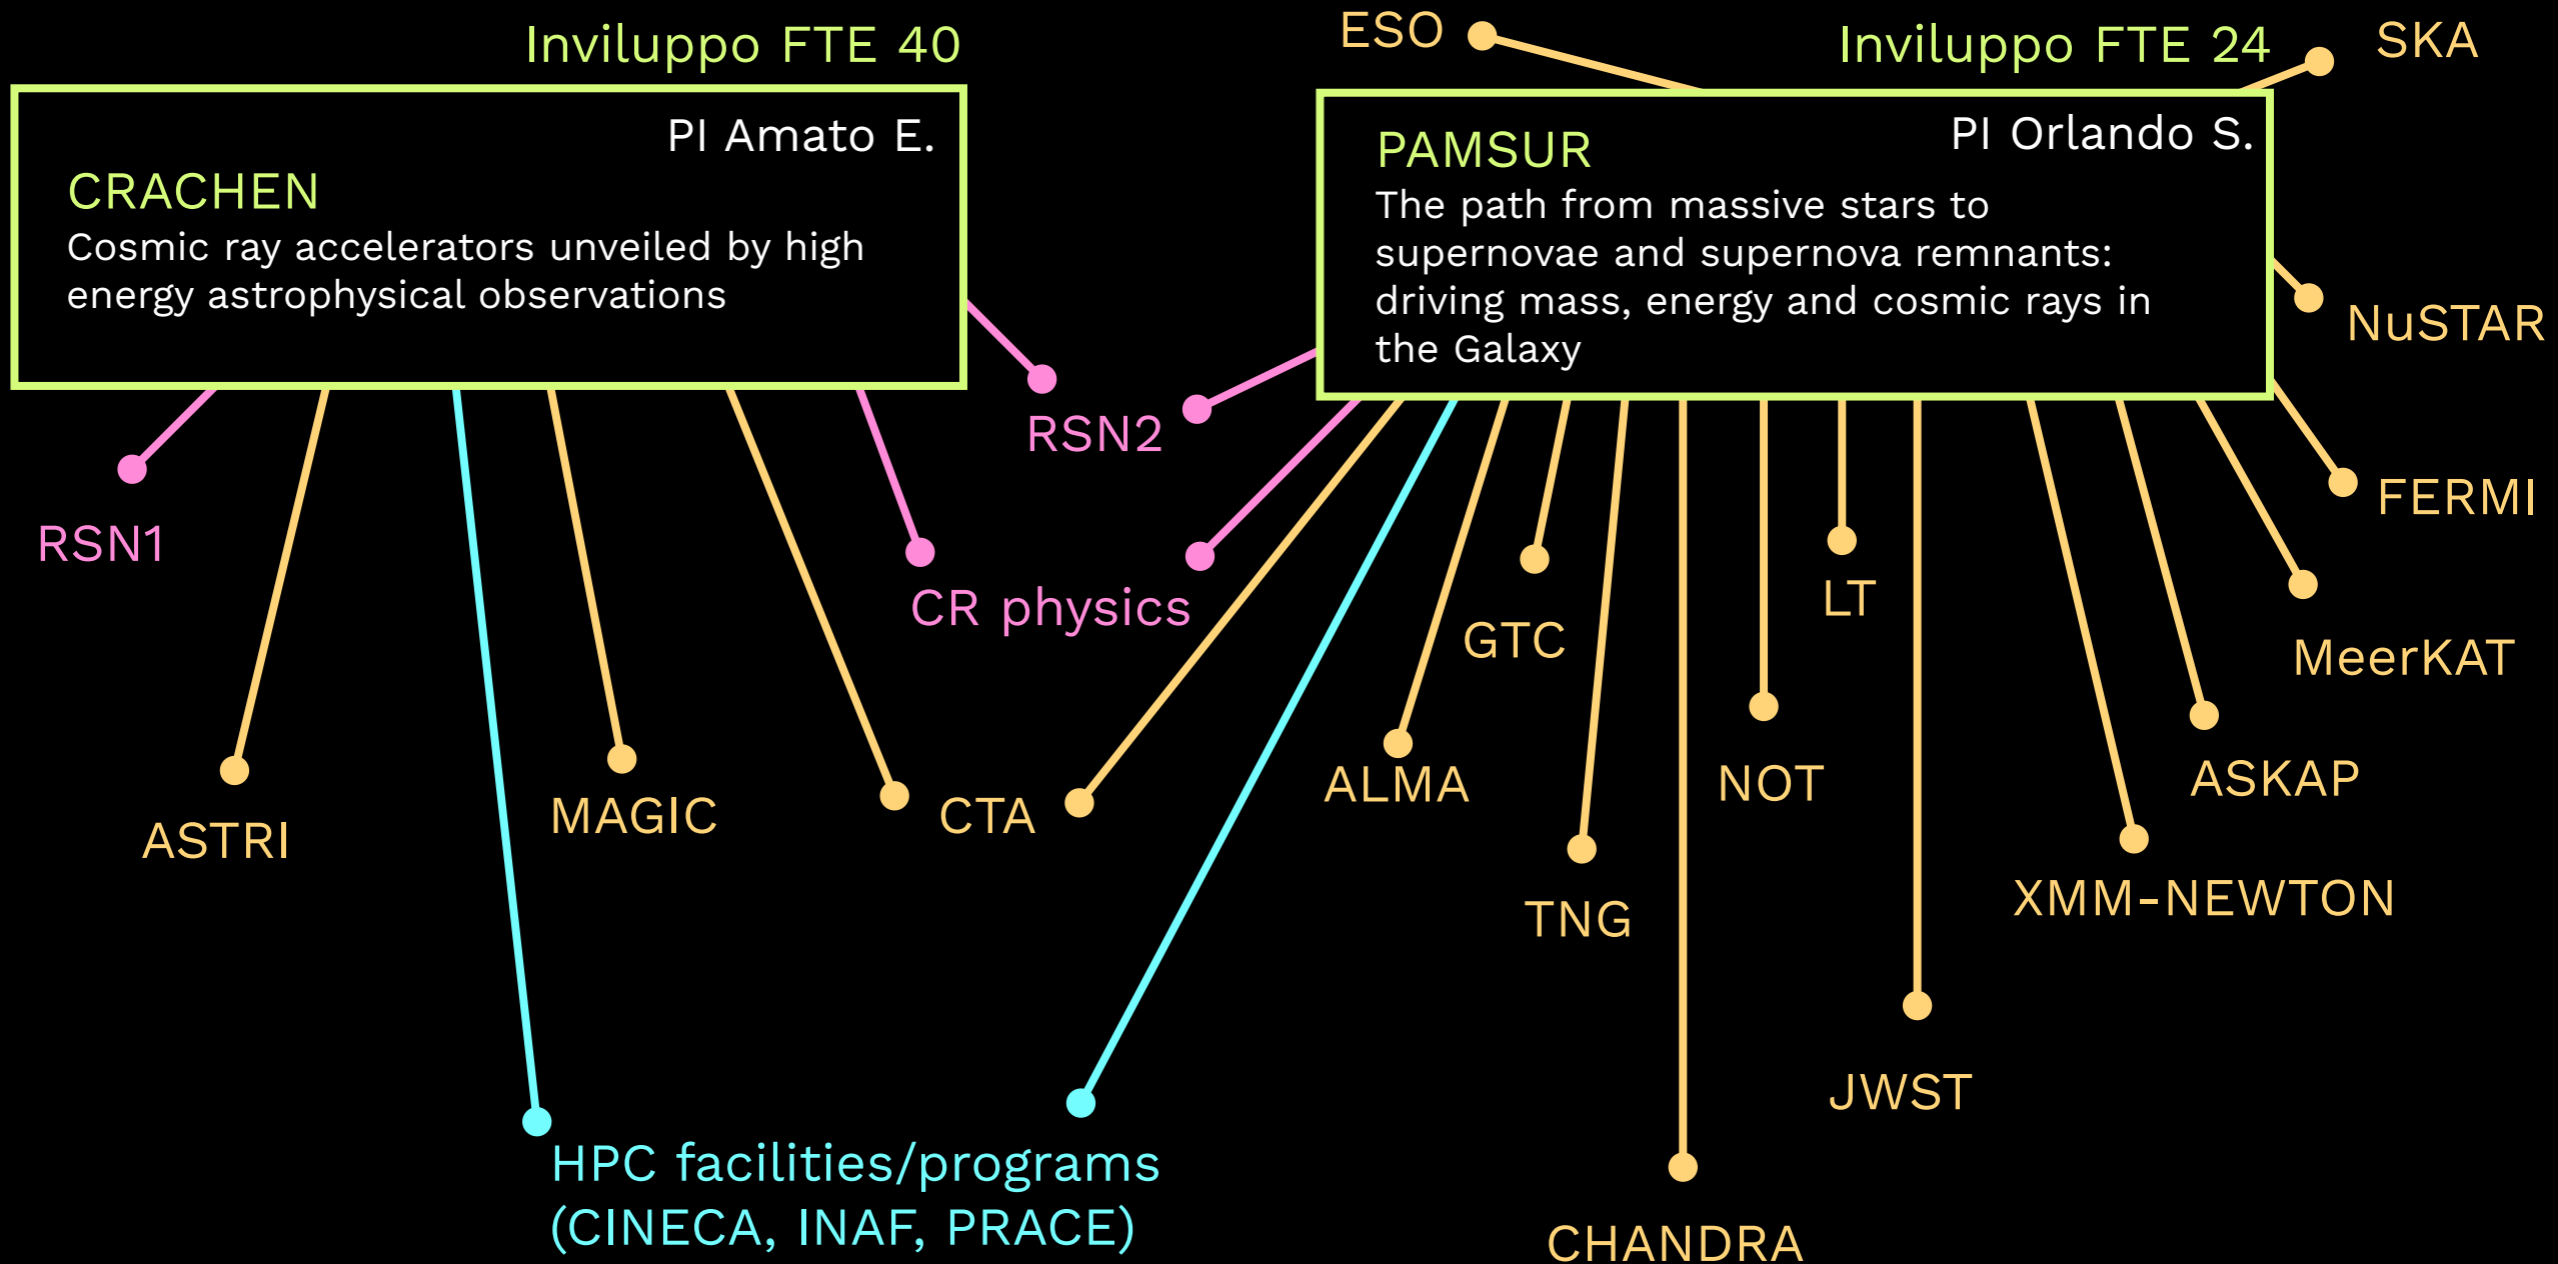 Inviluppo FTE 40
PI Amato E.
CRACHEN
Cosmic ray accelerators unveiled by high
energy astrophysical observations
ESO
Inviluppo FTE 24
SKA
PI Orlando S.
PAMSUR
The path from massive stars to
supernovae and supernova remnants:
driving mass, energy and cosmic rays in
the Galaxy
NuSTAR
RSN1
RSN2
CR physics
FERMI
MeerKAT
GTC
LT
ASTRI
MAGIC
CTA
ALMA
TNG
NOT
ASKAP
XMM-NEWTON
JWST
CHANDRA
HPC facilities/programs
(CINECA, INAF, PRACE)